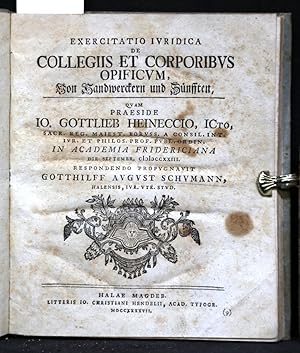 EXERCITATIO IVRIDICA
DE
COLLEGIIS ET CORPORIBVS
OPIFICVM,
Von Handwerckern und Zünfften,
QVAM
PRAESIDE
IO. GOTTLIEB HEINECCIO, ICTO,
SACR. REG. MAIEST. BORVSS. A CONSIL. INT.
IVR. ET PHILOS. PROF. PVBL. ORDIN.
IN ACADEMIA FRIDERICIANA
DIE SEPTEMBR. CIƆIƆCCXXIII.
RESPONDENDO PROPVGNAVIT
GOTTHILFF AVGVST SCHVMANN,
HALENSIS, IVR. VTR. STVD.
HALAE MAGDEB.
LITTERIS IO. CHRISTIANI HENDELII, ACAD. TYPOGR.
MDCCXXXXVII.